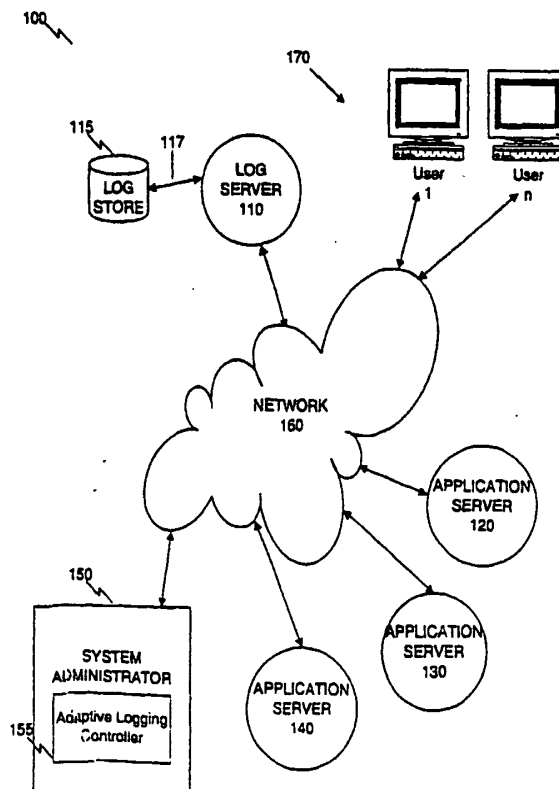 100
170
115
117
LOG
STORE
LOG
SERVER
110
User
1
User
n
NETWORK
160
APPLICATION
SERVER
120
APPLICATION
SERVER
130
APPLICATION
SERVER
140
150
SYSTEM
ADMINISTRATOR
155
Adaptive Logging
Controller